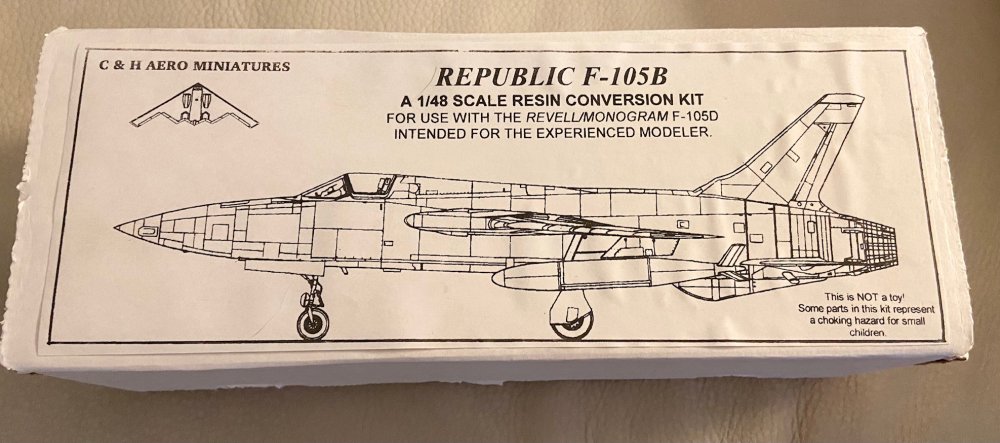 C & H AERO MINIATURES
REPUBLIC F-105B
A 1/48 SCALE RESIN CONVERSION KIT
FOR USE WITH THE REVELL/MONOGRAM F-105D
INTENDED FOR THE EXPERIENCED MODELER.
This is NOT a toy!
Some parts in this kit represent
a choking hazard for small
children.